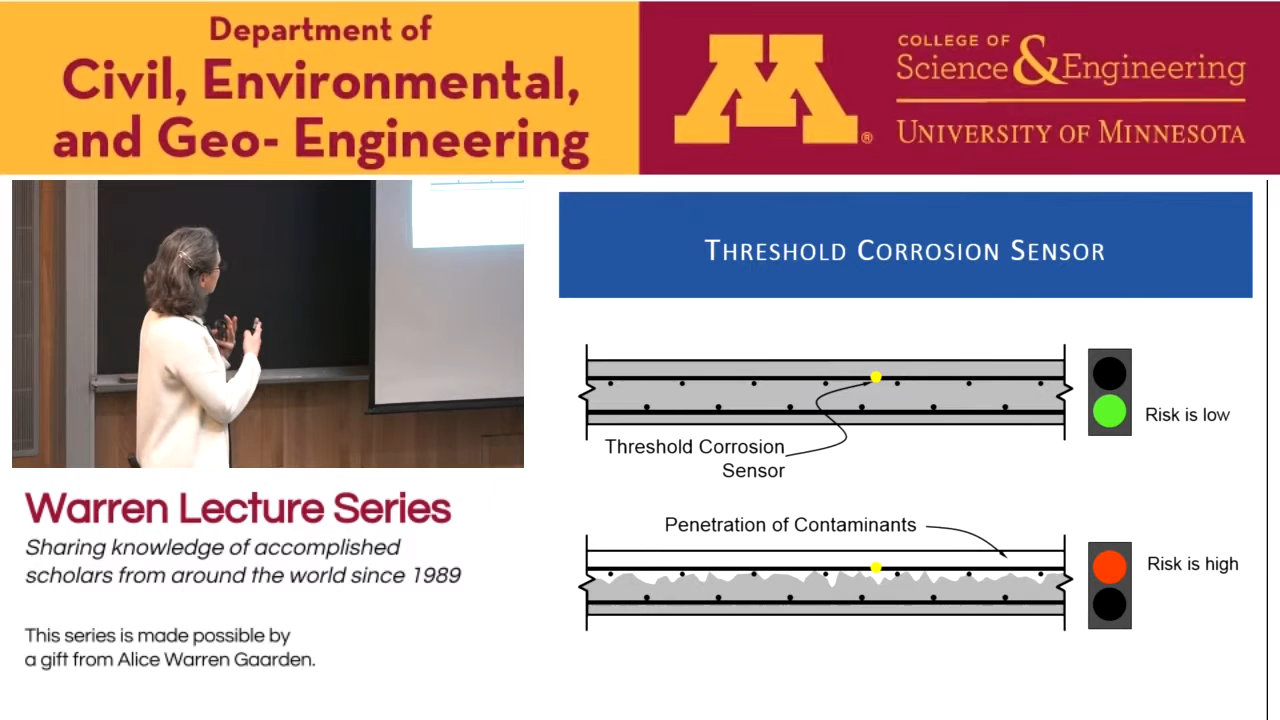 Department of
Civil, Environmental,
and Geo- Engineering
M®
COLLEGE OF
Science & Engineering
UNIVERSITY OF MINNESOTA
THRESHOLD CORROSION SENSOR
Risk is low
Threshold Corrosion
Sensor
Penetration of Contaminants
Risk is high
Warren Lecture Series
Sharing knowledge of accomplished
scholars from around the world since 1989
This series is made possible by
a gift from Alice Warren Gaarden.